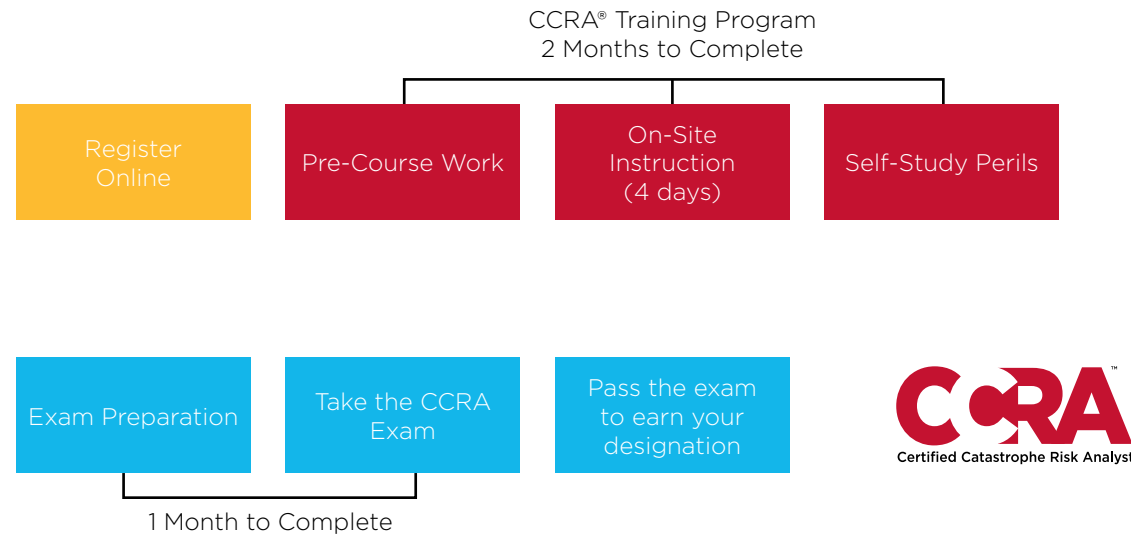 CCRA® Training Program
2 Months to Complete
Register
Online
Pre-Course Work
On-Site
Instruction
(4 days)
Self-Study Perils
Exam Preparation
Take the CCRA
Exam
Pass the exam
to earn your
designation
CCRA™
Certified Catastrophe Risk Analyst
1 Month to Complete